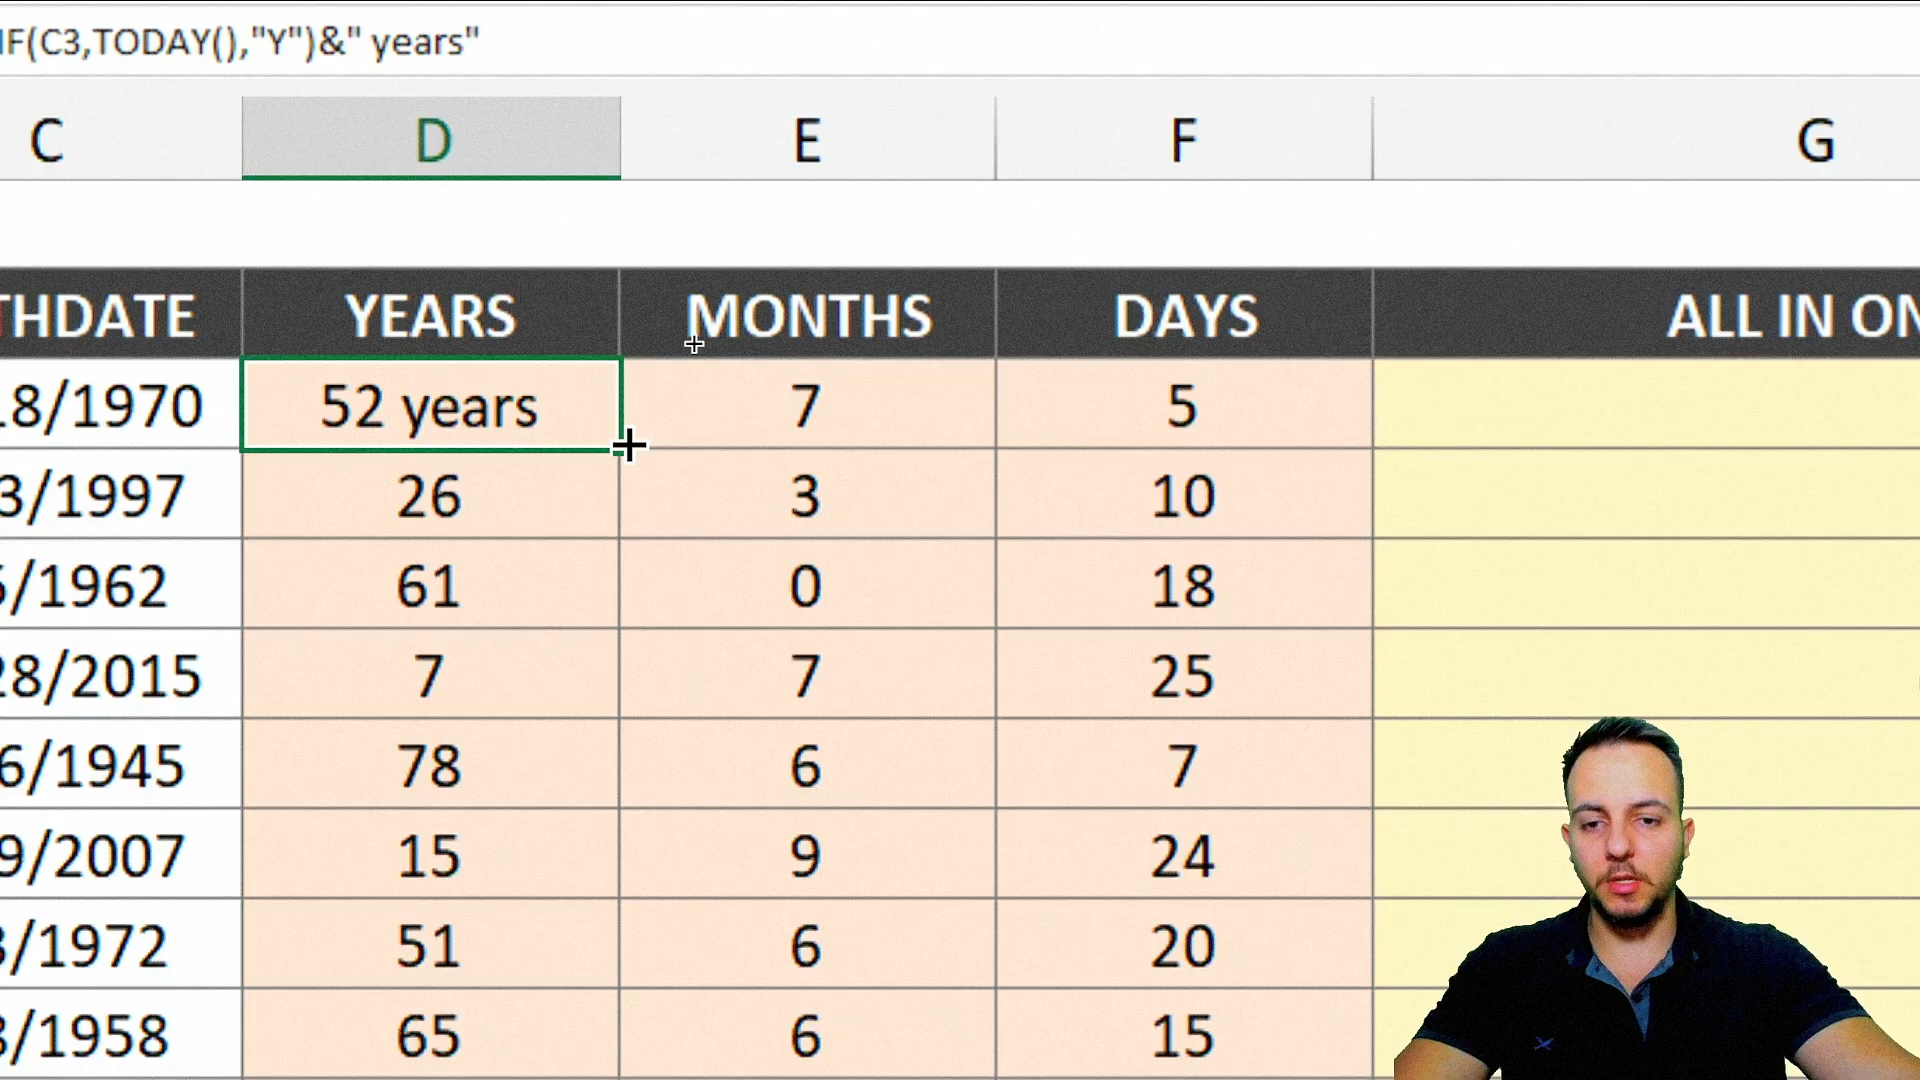 IF(C3,TODAY(),"Y")&" years"
C D E F G
THDATE YEARS MONTHS DAYS ALL IN ON
18/1970 52 years 7 5
3/1997 26 3 10
5/1962 61 0 18
28/2015 7 7 25
6/1945 78 6 7
9/2007 15 9 24
3/1972 51 6 20
3/1958 65 6 15